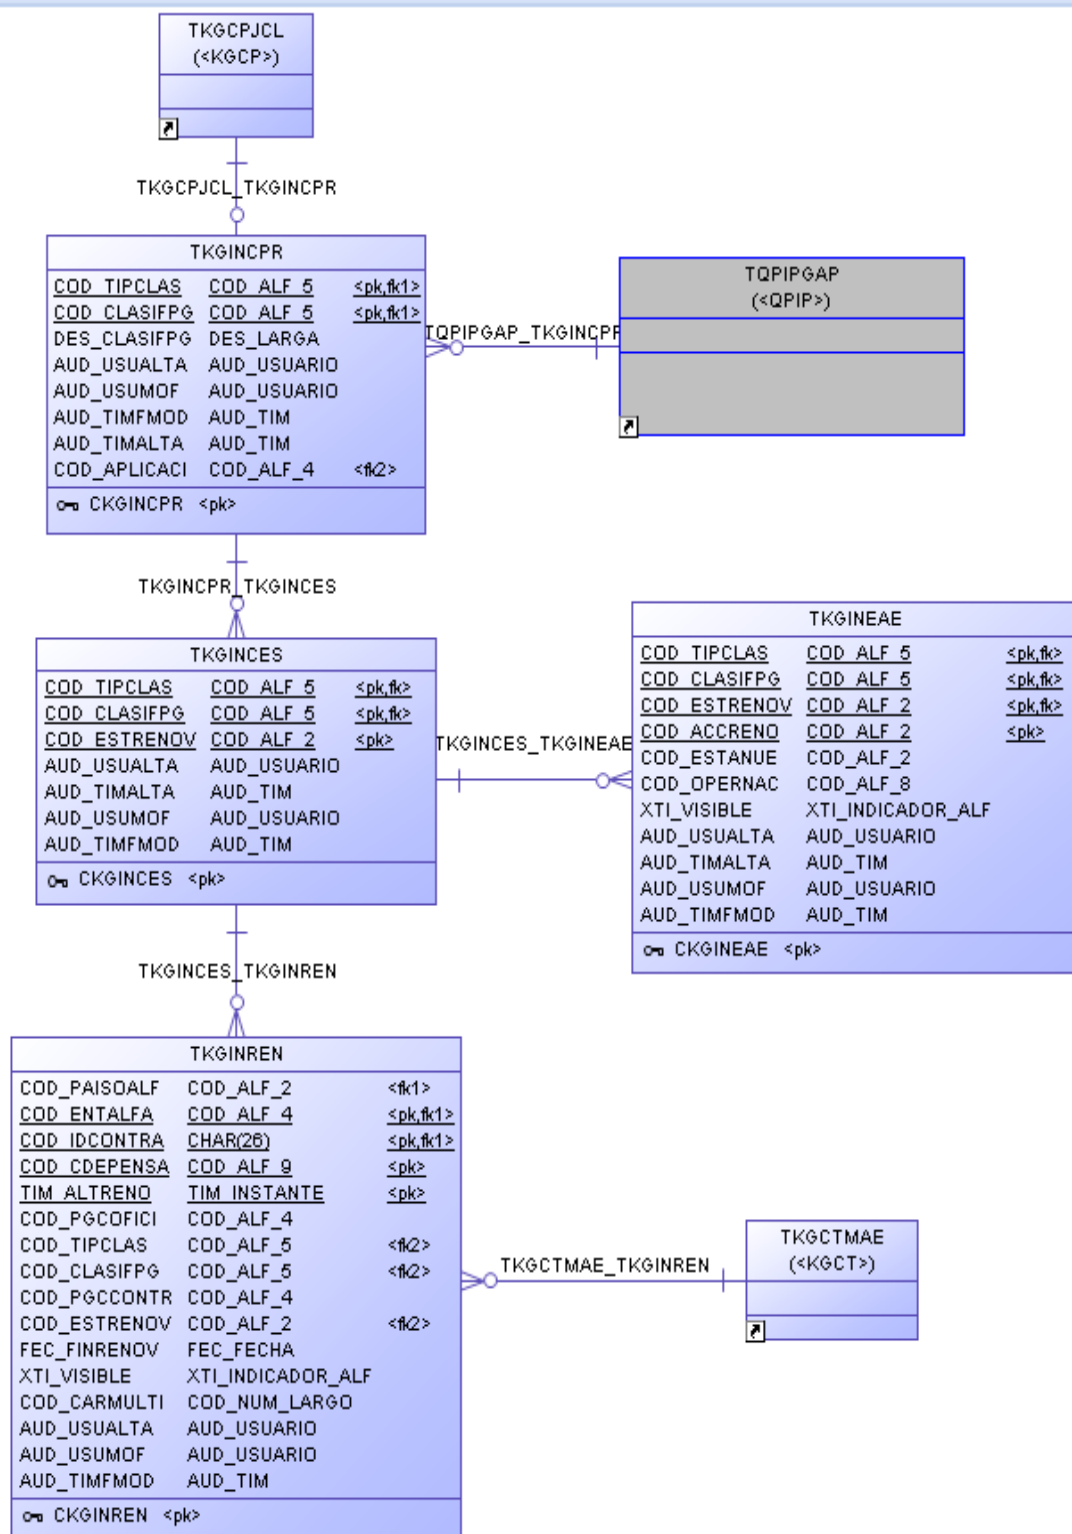 TKGCPJCL
(<KGCP>)
TKGCPJCL_TKGINCPR
TKGINCPR
COD_TIPCLAS COD_ALF_5 <pk,fk1>
COD_CLASIFPG COD_ALF_5 <pk,fk1>
DES_CLASIFPG DES_LARGA
AUD_USUALTA AUD_USUARIO
AUD_USUMOF AUD_USUARIO
AUD_TIMFMOD AUD_TIM
AUD_TIMALTA AUD_TIM
COD_APLICACI COD_ALF_4 <fk2>
CKGINCPR <pk>
TQPIPGAP_TKGINCPR
TQPIPGAP
(<QPIP>)
TKGINCPR_TKGINCES
TKGINCES
COD_TIPCLAS COD_ALF_5 <pk,fk>
COD_CLASIFPG COD_ALF_5 <pk,fk>
COD_ESTRENOV COD_ALF_2 <pk>
AUD_USUALTA AUD_USUARIO
AUD_TIMALTA AUD_TIM
AUD_USUMOF AUD_USUARIO
AUD_TIMFMOD AUD_TIM
CKGINCES <pk>
TKGINCES_TKGINEAE
TKGINEAE
COD_TIPCLAS COD_ALF_5 <pk,fk>
COD_CLASIFPG COD_ALF_5 <pk,fk>
COD_ESTRENOV COD_ALF_2 <pk,fk>
COD_ACCRENO COD_ALF_2 <pk>
COD_ESTANUE COD_ALF_2
COD_OPERNAC COD_ALF_8
XTI_VISIBLE XTI_INDICADOR_ALF
AUD_USUALTA AUD_USUARIO
AUD_TIMALTA AUD_TIM
AUD_USUMOF AUD_USUARIO
AUD_TIMFMOD AUD_TIM
CKGINEAE <pk>
TKGINCES_TKGINREN
TKGINREN
COD_PAISOALF COD_ALF_2 <fk1>
COD_ENTALFA COD_ALF_4 <pk,fk1>
COD_IDCONTRA CHAR(26) <pk,fk1>
COD_CDEPENSA COD_ALF_9 <pk>
TIM_ALTRENO TIM_INSTANTE <pk>
COD_PGCOFICI COD_ALF_4
COD_TIPCLAS COD_ALF_5 <fk2>
COD_CLASIFPG COD_ALF_5 <fk2>
COD_PGCCONTR COD_ALF_4
COD_ESTRENOV COD_ALF_2 <fk2>
FEC_FINRENOV FEC_FECHA
XTI_VISIBLE XTI_INDICADOR_ALF
COD_CARMULTI COD_NUM_LARGO
AUD_USUALTA AUD_USUARIO
AUD_USUMOF AUD_USUARIO
AUD_TIMFMOD AUD_TIM
CKGINREN <pk>
TKGCTMAE_TKGINREN
TKGCTMAE
(<KGCT>)